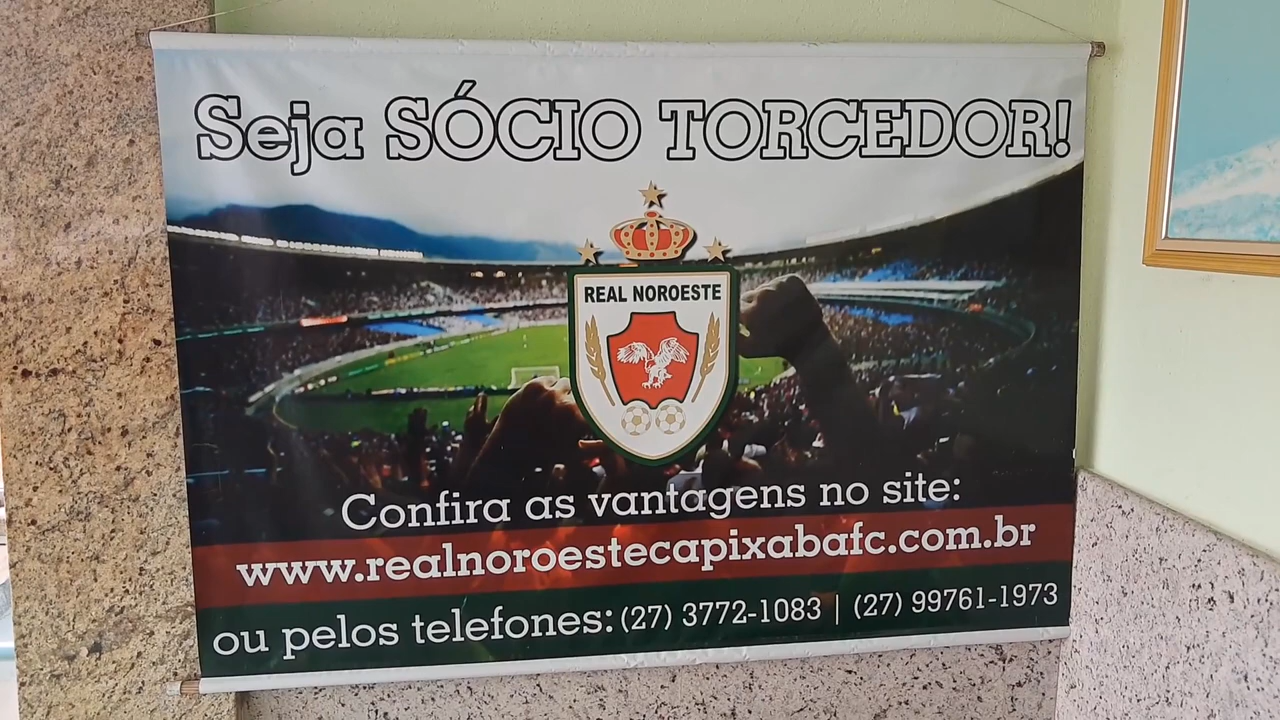 Seja SÓCIO TORCEDOR!
REAL NOROESTE
Confira as vantagens no site:
www.realnoroestecapixabafc.com.br
ou pelos telefones: (27) 3772-1083 | (27) 99761-1973